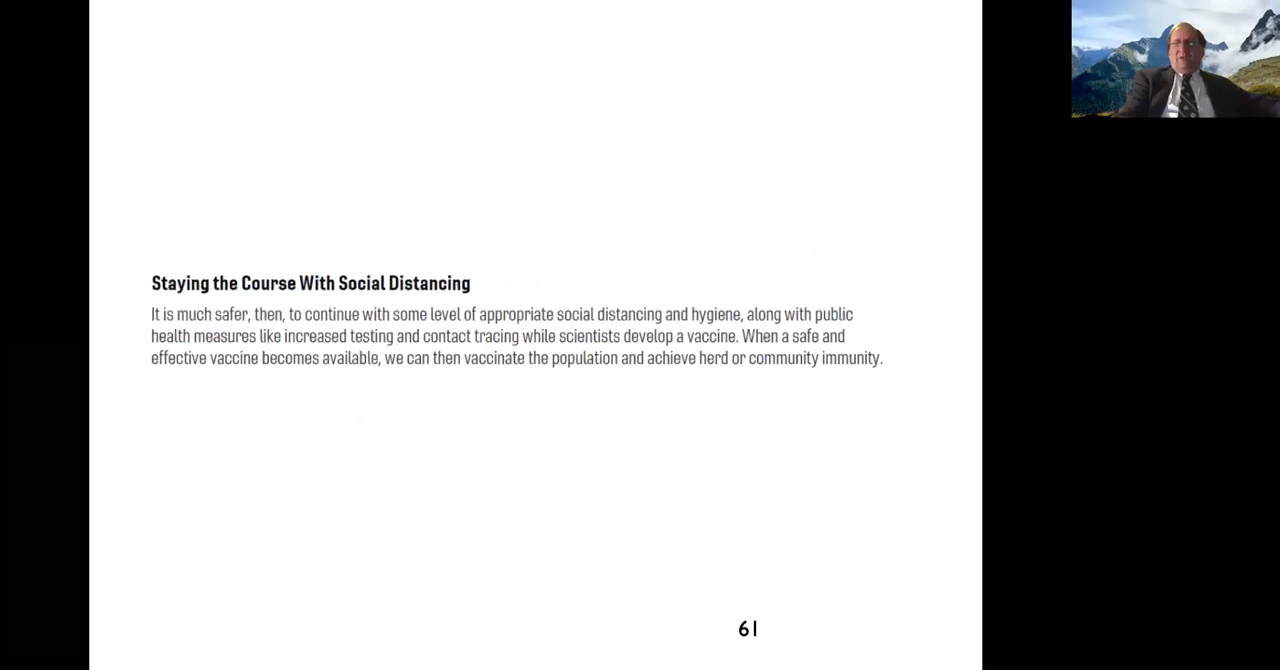 Staying the Course With Social Distancing
It is much safer, then, to continue with some level of appropriate social distancing and hygiene, along with public
health measures like increased testing and contact tracing while scientists develop a vaccine. When a safe and
effective vaccine becomes available, we can then vaccinate the population and achieve herd or community immunity.
61